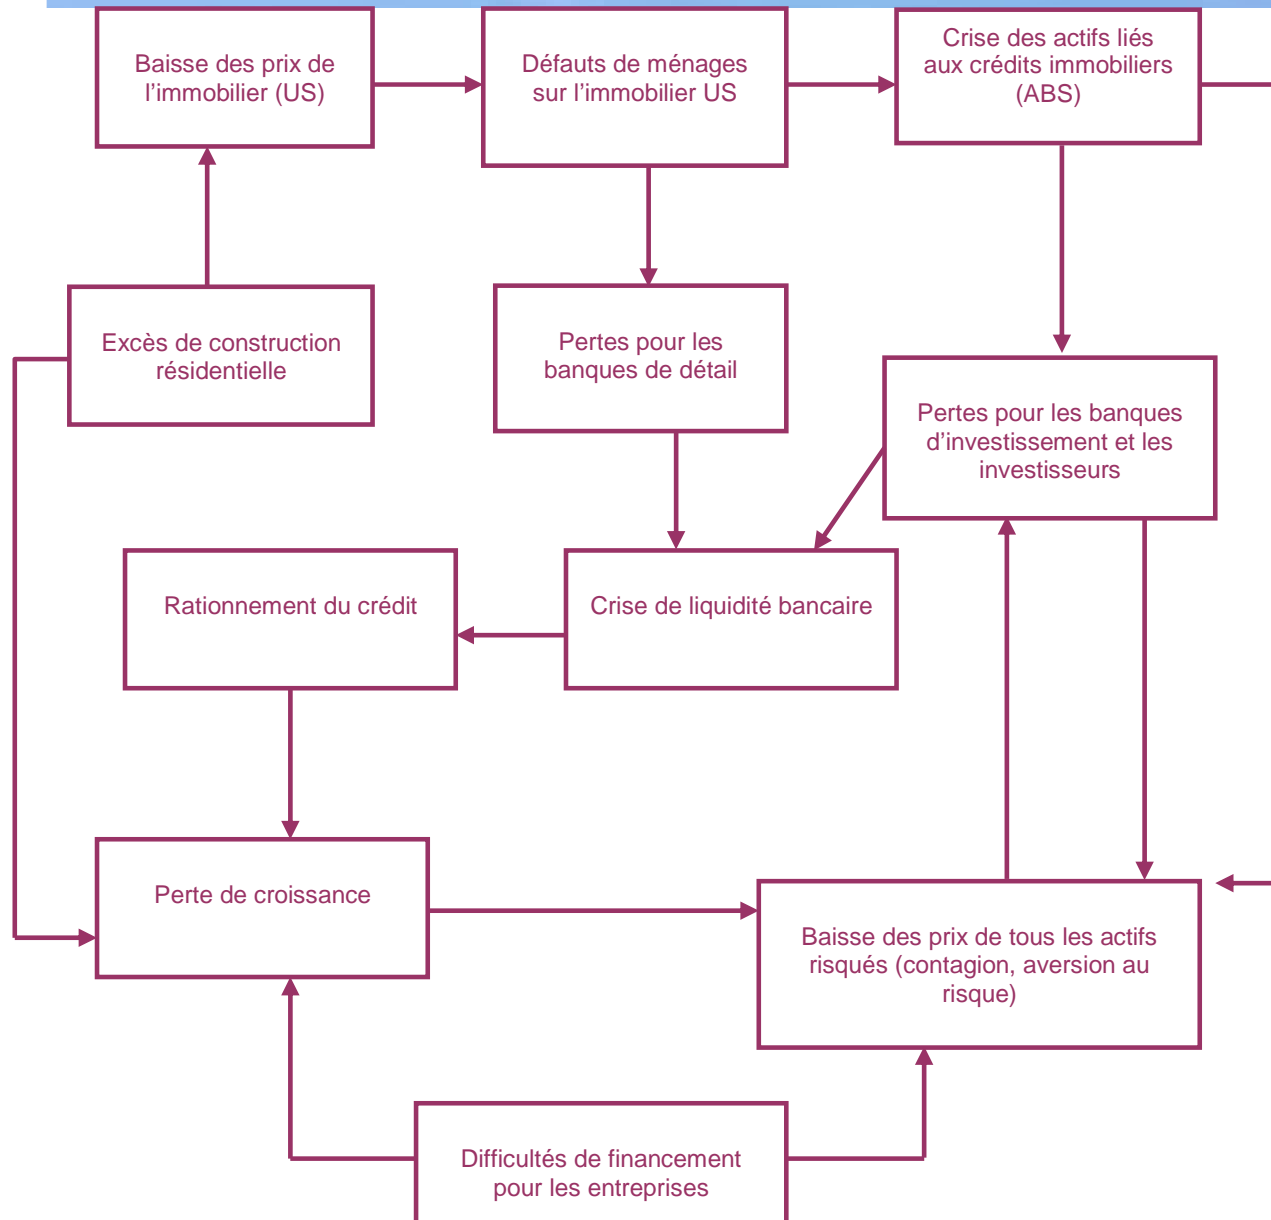 Baisse des prix de
l’immobilier (US)
Défauts de ménages
sur l’immobilier US
Crise des actifs liés
aux crédits immobiliers
(ABS)
Excès de construction
résidentielle
Pertes pour les
banques de détail
Pertes pour les banques
d’investissement et les
investisseurs
Rationnement du crédit
Crise de liquidité bancaire
Perte de croissance
Baisse des prix de tous les actifs
risqués (contagion, aversion au
risque)
Difficultés de financement
pour les entreprises